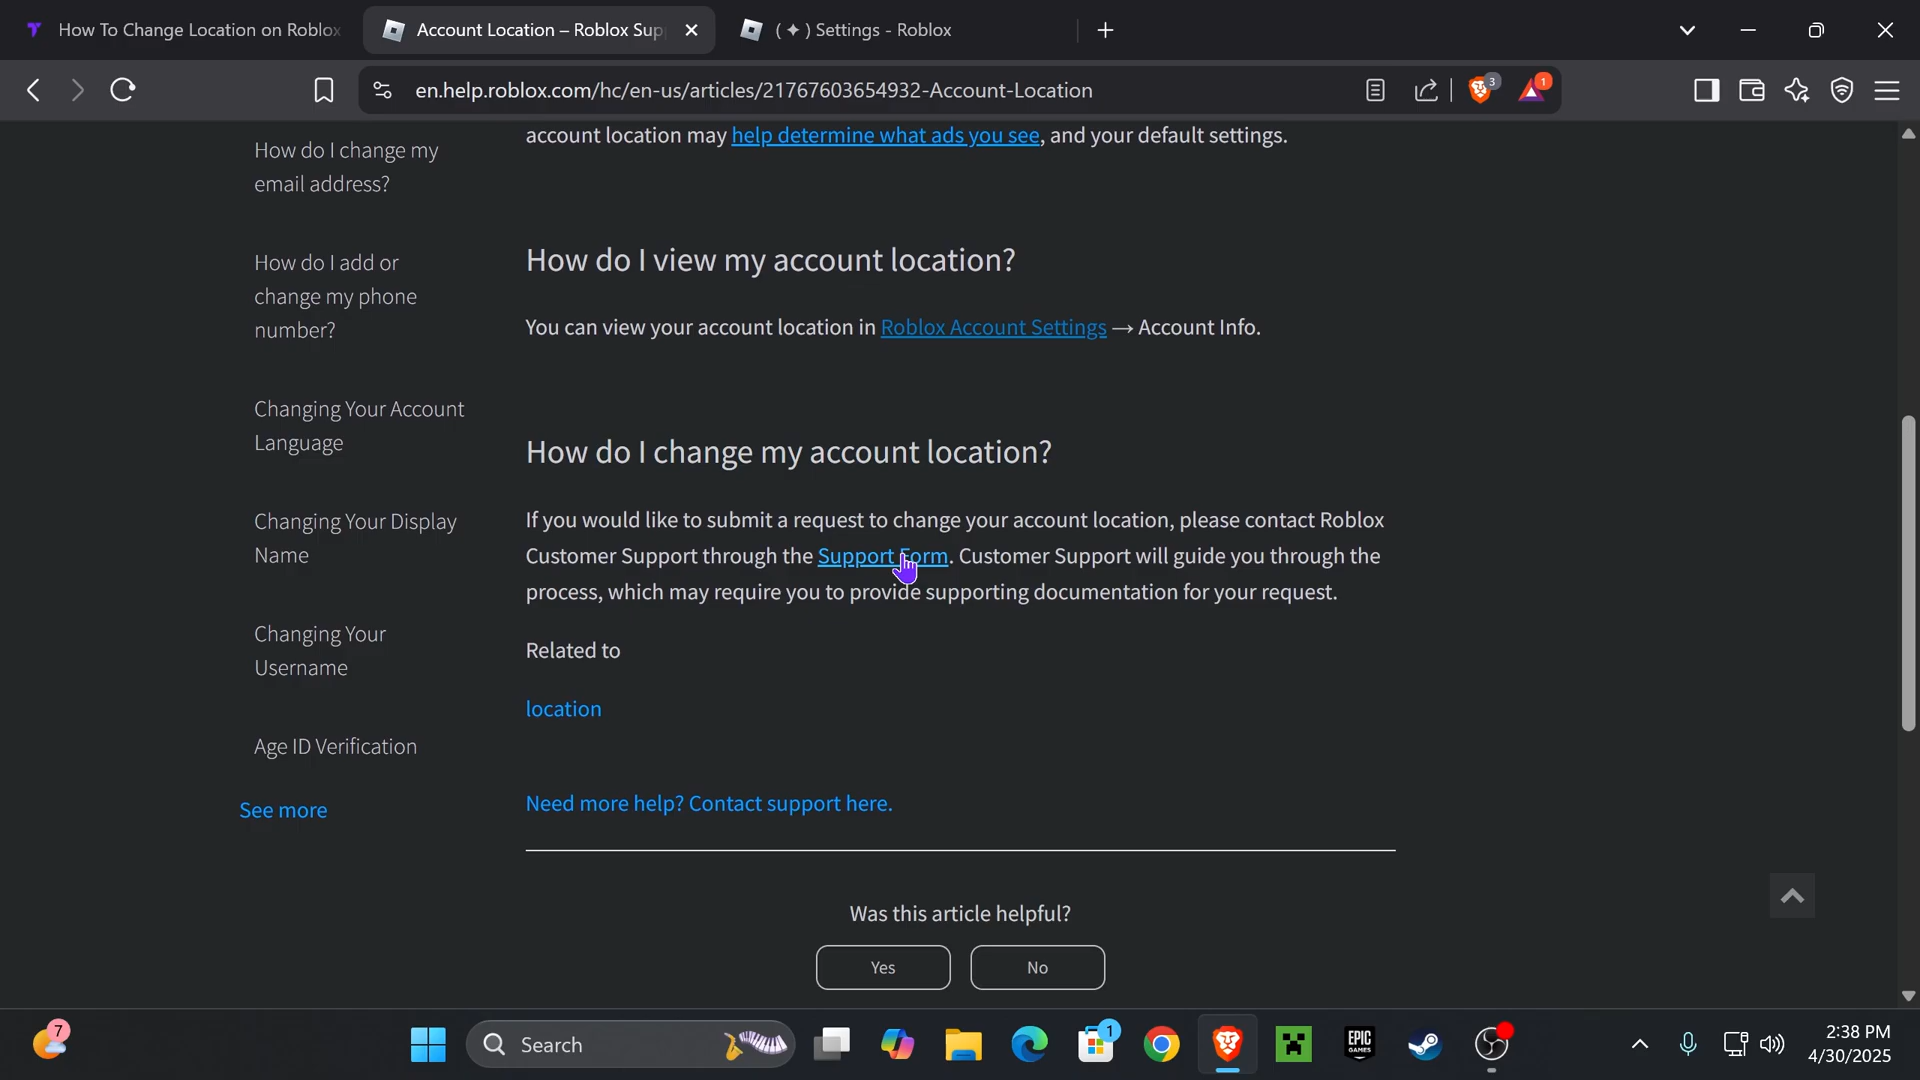 How To Change Location on Roblox
Account Location – Roblox Sup
( ✦ ) Settings - Roblox
en.help.roblox.com/hc/en-us/articles/21767603654932-Account-Location
3
1
How do I change my
email address?
How do I add or
change my phone
number?
Changing Your Account
Language
Changing Your Display
Name
Changing Your
Username
Age ID Verification
See more
account location may help determine what ads you see, and your default settings.
How do I view my account location?
You can view your account location in Roblox Account Settings → Account Info.
How do I change my account location?
If you would like to submit a request to change your account location, please contact Roblox
Customer Support through the Support Form. Customer Support will guide you through the
process, which may require you to provide supporting documentation for your request.
Related to
location
Need more help? Contact support here.
Was this article helpful?
Yes
No
7
Search
1
EPIC
GAMES
2:38 PM
4/30/2025